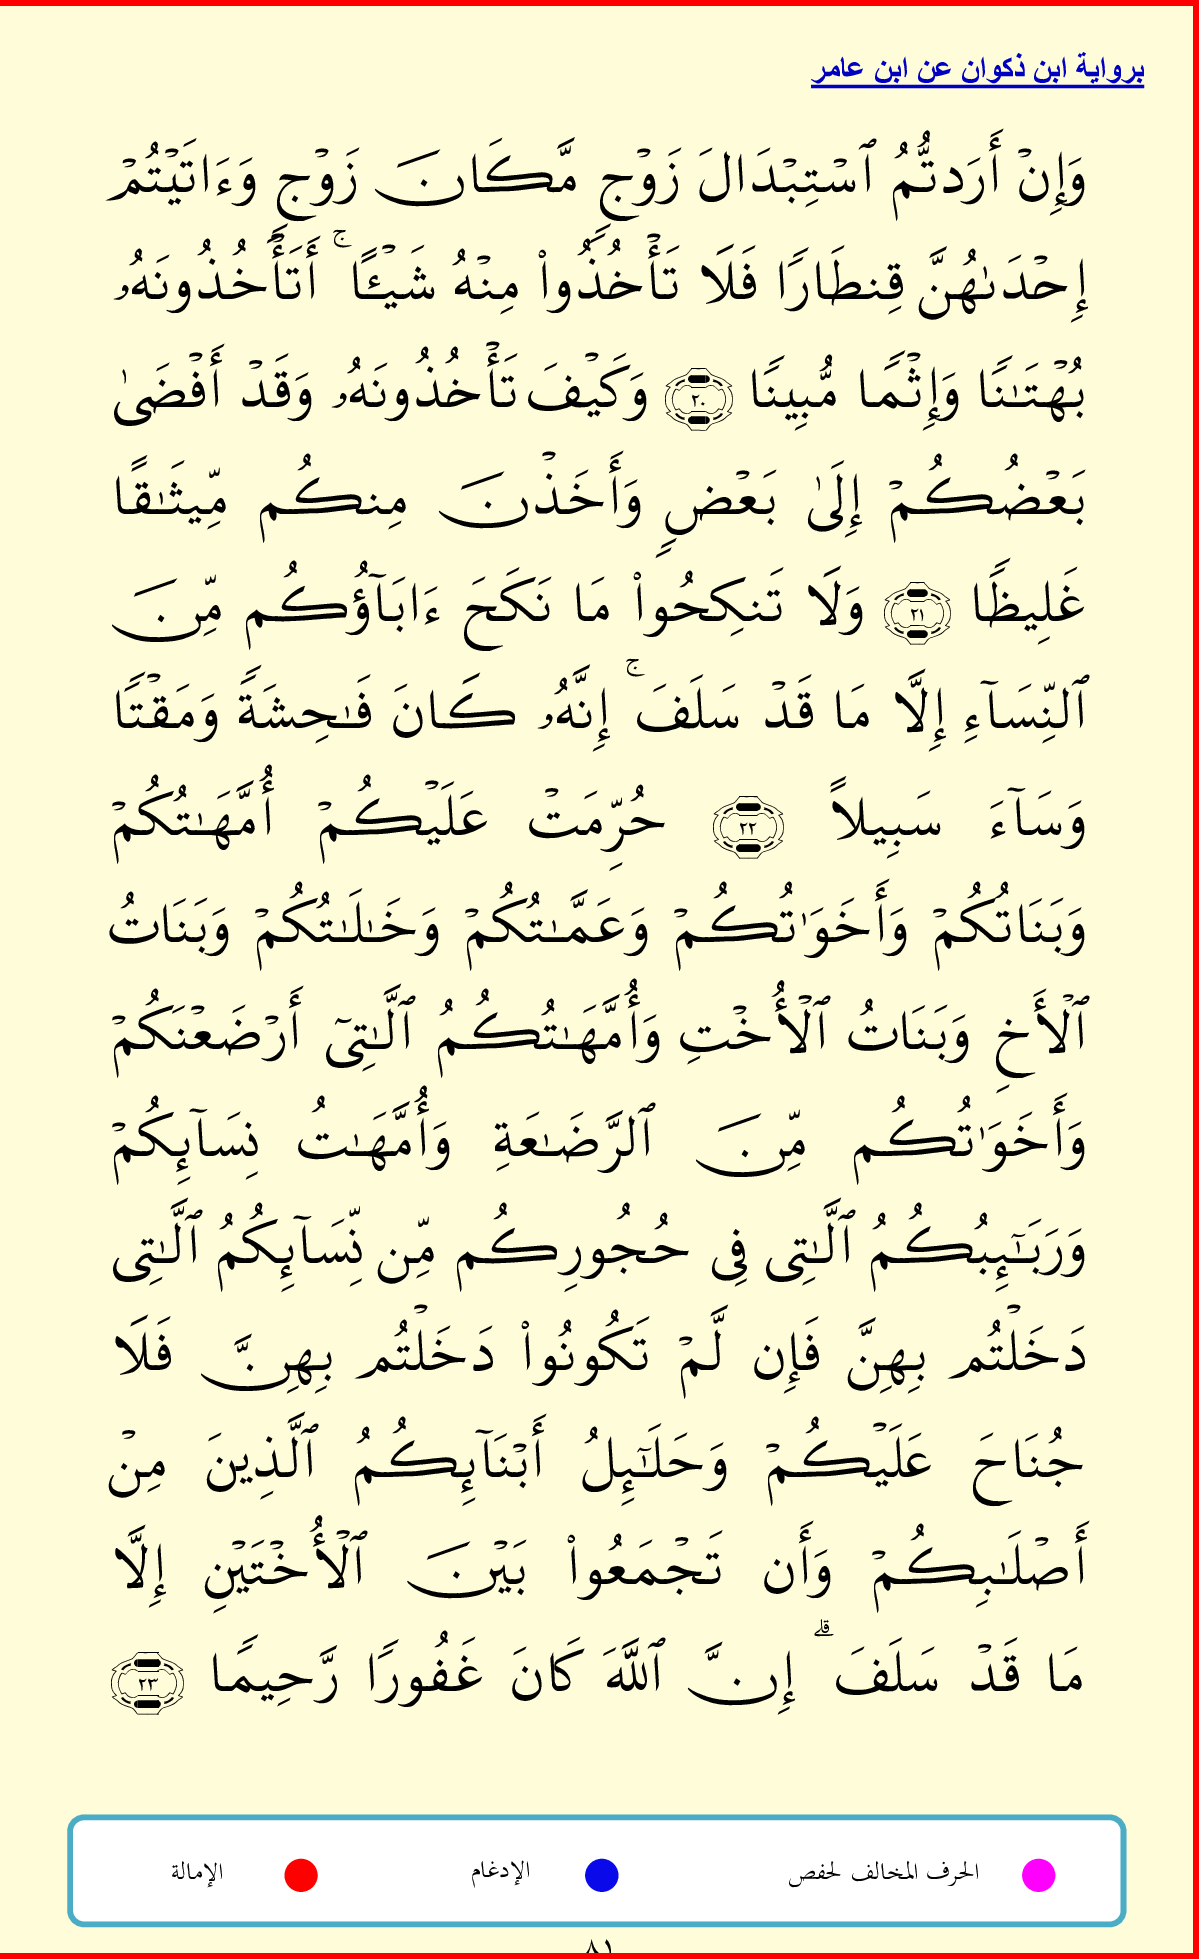 برواية ابن ذكوان عن ابن عامر
وَإِنْ أَرَدتُّمُ ٱسْتِبْدَالَ زَوْجٍ مَّكَانَ زَوْجٍ وَءَاتَيْتُمْ
إِحْدَىٰهُنَّ قِنطَارًا فَلَا تَأْخُذُوا۟ مِنْهُ شَيْـًٔا ۚ أَتَأْخُذُونَهُۥ
بُهْتَـٰنًا وَإِثْمًا مُّبِينًا ٢٠ وَكَيْفَ تَأْخُذُونَهُۥ وَقَدْ أَفْضَىٰ
بَعْضُكُمْ إِلَىٰ بَعْضٍ وَأَخَذْنَ مِنكُم مِّيثَـٰقًا
غَلِيظًا ٢١ وَلَا تَنكِحُوا۟ مَا نَكَحَ ءَابَآؤُكُم مِّنَ
ٱلنِّسَآءِ إِلَّا مَا قَدْ سَلَفَ ۚ إِنَّهُۥ كَانَ فَـٰحِشَةً وَمَقْتًا
وَسَآءَ سَبِيلاً ٢٢ حُرِّمَتْ عَلَيْكُمْ أُمَّهَـٰتُكُمْ
وَبَنَاتُكُمْ وَأَخَوَٰتُكُمْ وَعَمَّـٰتُكُمْ وَخَـٰلَـٰتُكُمْ وَبَنَاتُ
ٱلْأَخِ وَبَنَاتُ ٱلْأُخْتِ وَأُمَّهَـٰتُكُمُ ٱلَّـٰتِىٓ أَرْضَعْنَكُمْ
وَأَخَوَٰتُكُم مِّنَ ٱلرَّضَـٰعَةِ وَأُمَّهَـٰتُ نِسَآئِكُمْ
وَرَبَـٰٓئِبُكُمُ ٱلَّـٰتِى فِى حُجُورِكُم مِّن نِّسَآئِكُمُ ٱلَّـٰتِى
دَخَلْتُم بِهِنَّ فَإِن لَّمْ تَكُونُوا۟ دَخَلْتُم بِهِنَّ فَلَا
جُنَاحَ عَلَيْكُمْ وَحَلَـٰٓئِلُ أَبْنَآئِكُمُ ٱلَّذِينَ مِنْ
أَصْلَـٰبِكُمْ وَأَن تَجْمَعُوا۟ بَيْنَ ٱلْأُخْتَيْنِ إِلَّا
مَا قَدْ سَلَفَ ۗ إِنَّ ٱللَّهَ كَانَ غَفُورًا رَّحِيمًا ٢٣
الحرف المخالف لحفص الإدغام الإمالة
٨١